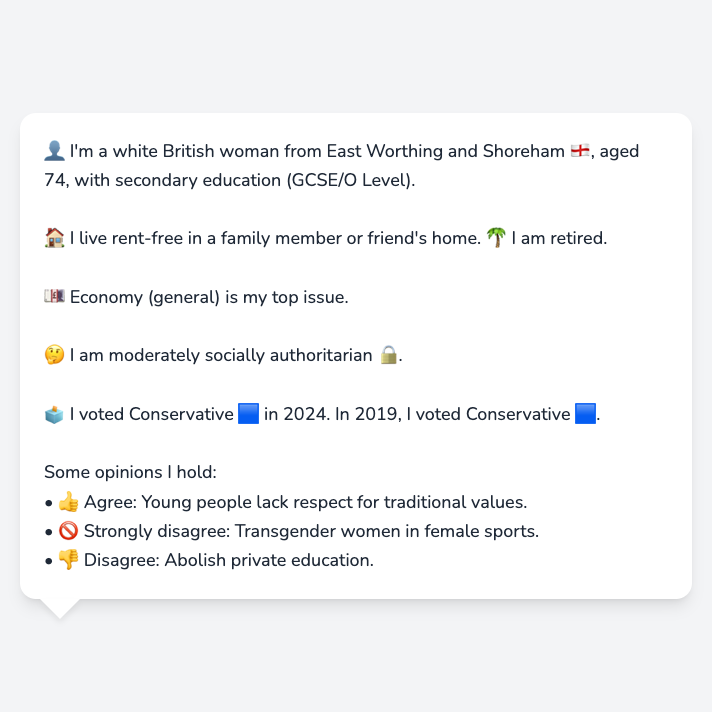 👤 I'm a white British woman from East Worthing and Shoreham 🏴󠁧󠁢󠁥󠁮󠁧󠁿, aged
74, with secondary education (GCSE/O Level).
🏠 I live rent-free in a family member or friend's home. 🌴 I am retired.
💷 Economy (general) is my top issue.
🤔 I am moderately socially authoritarian 🔒.
🗳️ I voted Conservative 🟦 in 2024. In 2019, I voted Conservative 🟦.
Some opinions I hold:
• 👍 Agree: Young people lack respect for traditional values.
• 🚫 Strongly disagree: Transgender women in female sports.
• 👎 Disagree: Abolish private education.